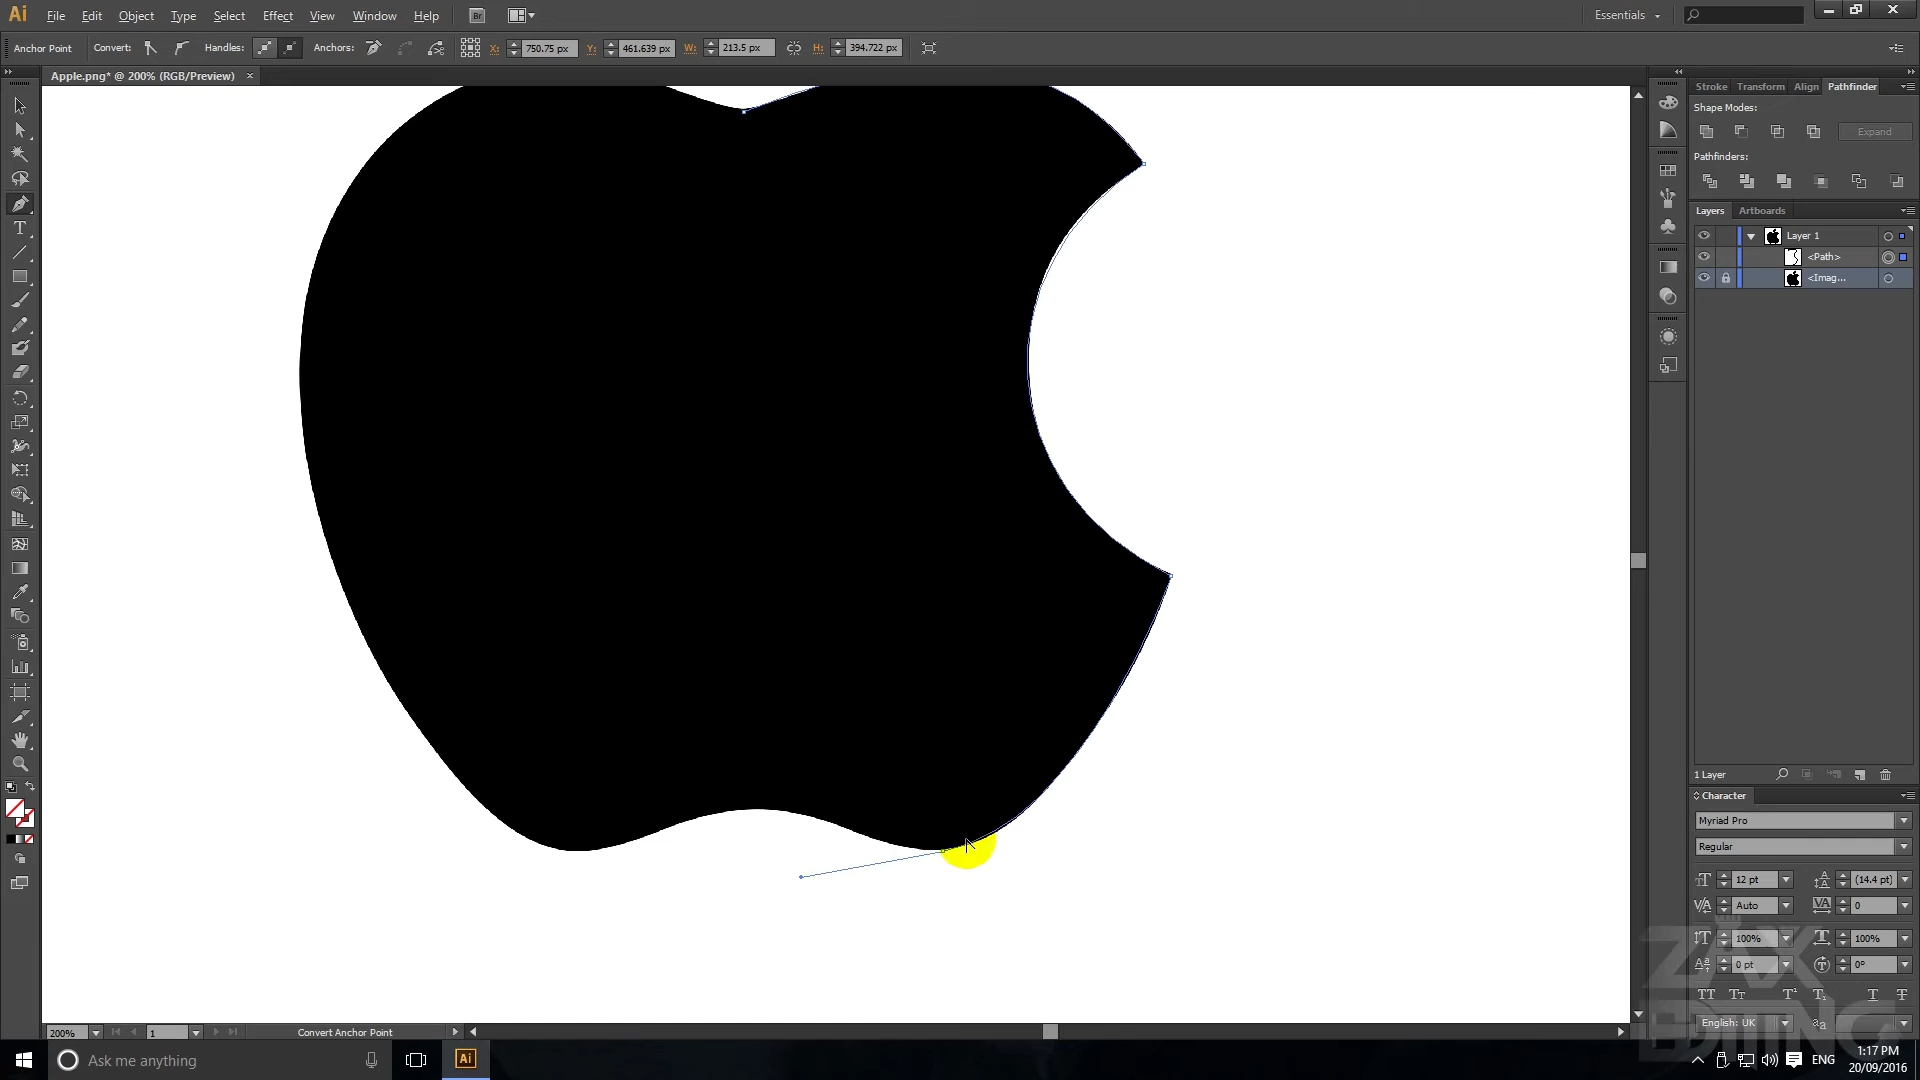 Ai File Edit Object Type Select Effect View Window Help Br Essentials
Anchor Point Convert: Handles: Anchors: X: 750.75 px Y: 461.639 px W: 213.5 px H: 394.722 px
Apple.png* @ 200% (RGB/Preview)
Stroke Transform Align Pathfinder
Shape Modes:
Expand
Pathfinders:
Layers Artboards
Layer 1
<Path>
<Imag...
1 Layer
Character
Myriad Pro
Regular
12 pt (14.4 pt)
Auto 0
100% 100%
0 pt 0°
English: UK
ZAX
EDITING
200% 1 Convert Anchor Point
Ask me anything Ai ENG 1:17 PM
20/09/2016